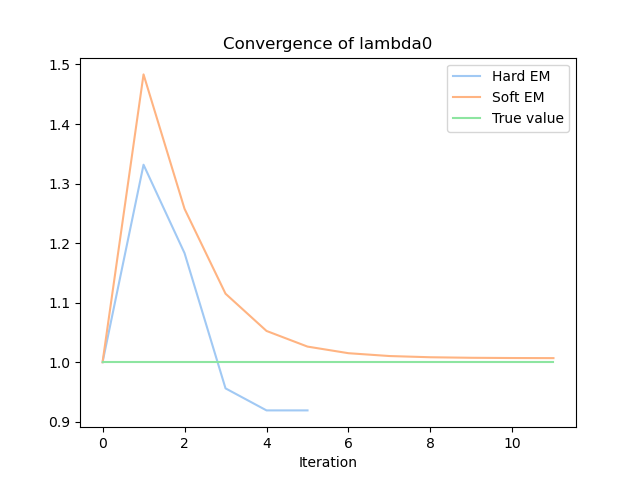 Convergence of lambda0
Hard EM
Soft EM
True value
1.5
1.4
1.3
1.2
1.1
1.0
0.9
0 2 4 6 8 10
Iteration